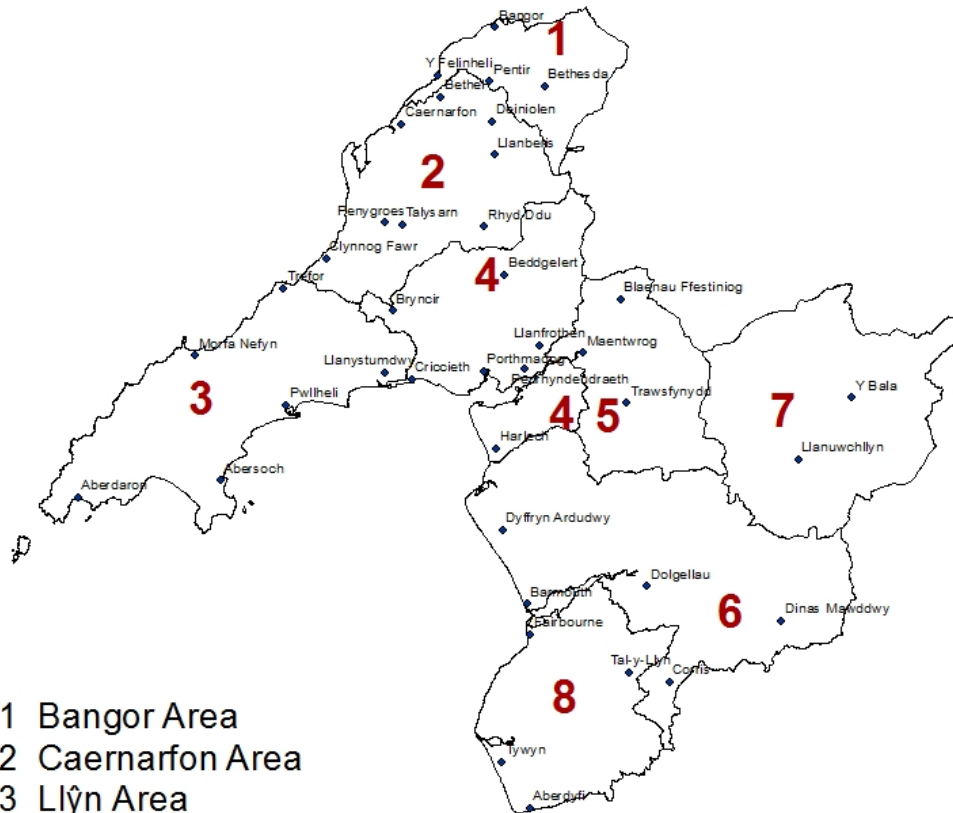 Bangor
1
Y Felinheli
Pentir
Bethesda
Bethel
Caernarfon
Deiniolen
Llanberis
2
Penygroes
Talysarn
Rhyd Ddu
Clynnog Fawr
4
Beddgelert
Trefor
Blaenau Ffestiniog
Bryncir
Llanfrothen
Maentwrog
Morfa Nefyn
Llanystumdwy
Criccieth
Porthmadog
Penrhyndeudraeth
3
Pwllheli
4
5
Trawsfynydd
7
Y Bala
Harlech
Llanuwchllyn
Abersoch
Aberdaron
Dyffryn Ardudwy
Dolgellau
Barmouth
6
Dinas Mawddwy
Fairbourne
Tal-y-Llyn
Corris
8
Tywyn
Aberdyfi
1 Bangor Area
2 Caernarfon Area
3 Llŷn Area